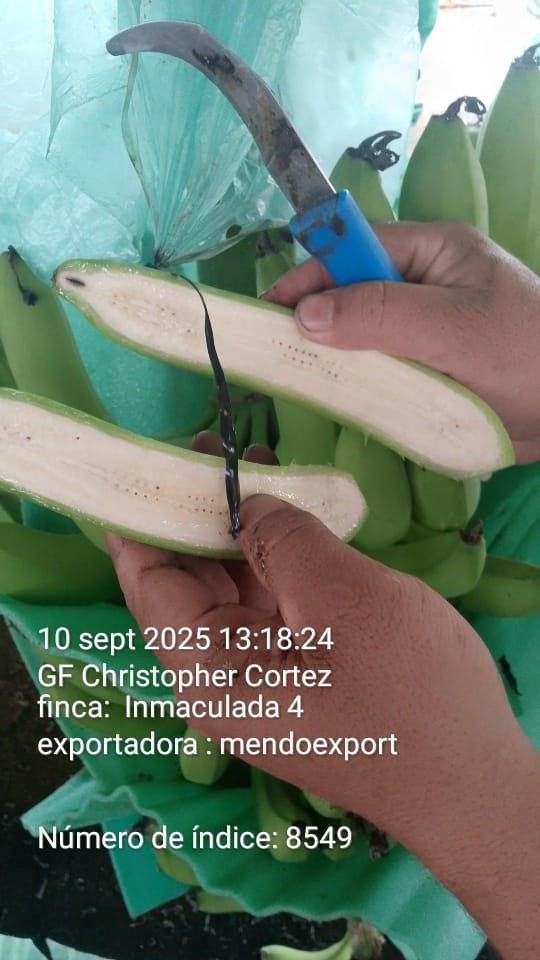 10 sept 2025 13:18:24
GF Christopher Cortez
finca: Inmaculada 4
exportadora : mendoexport
Número de índice: 8549